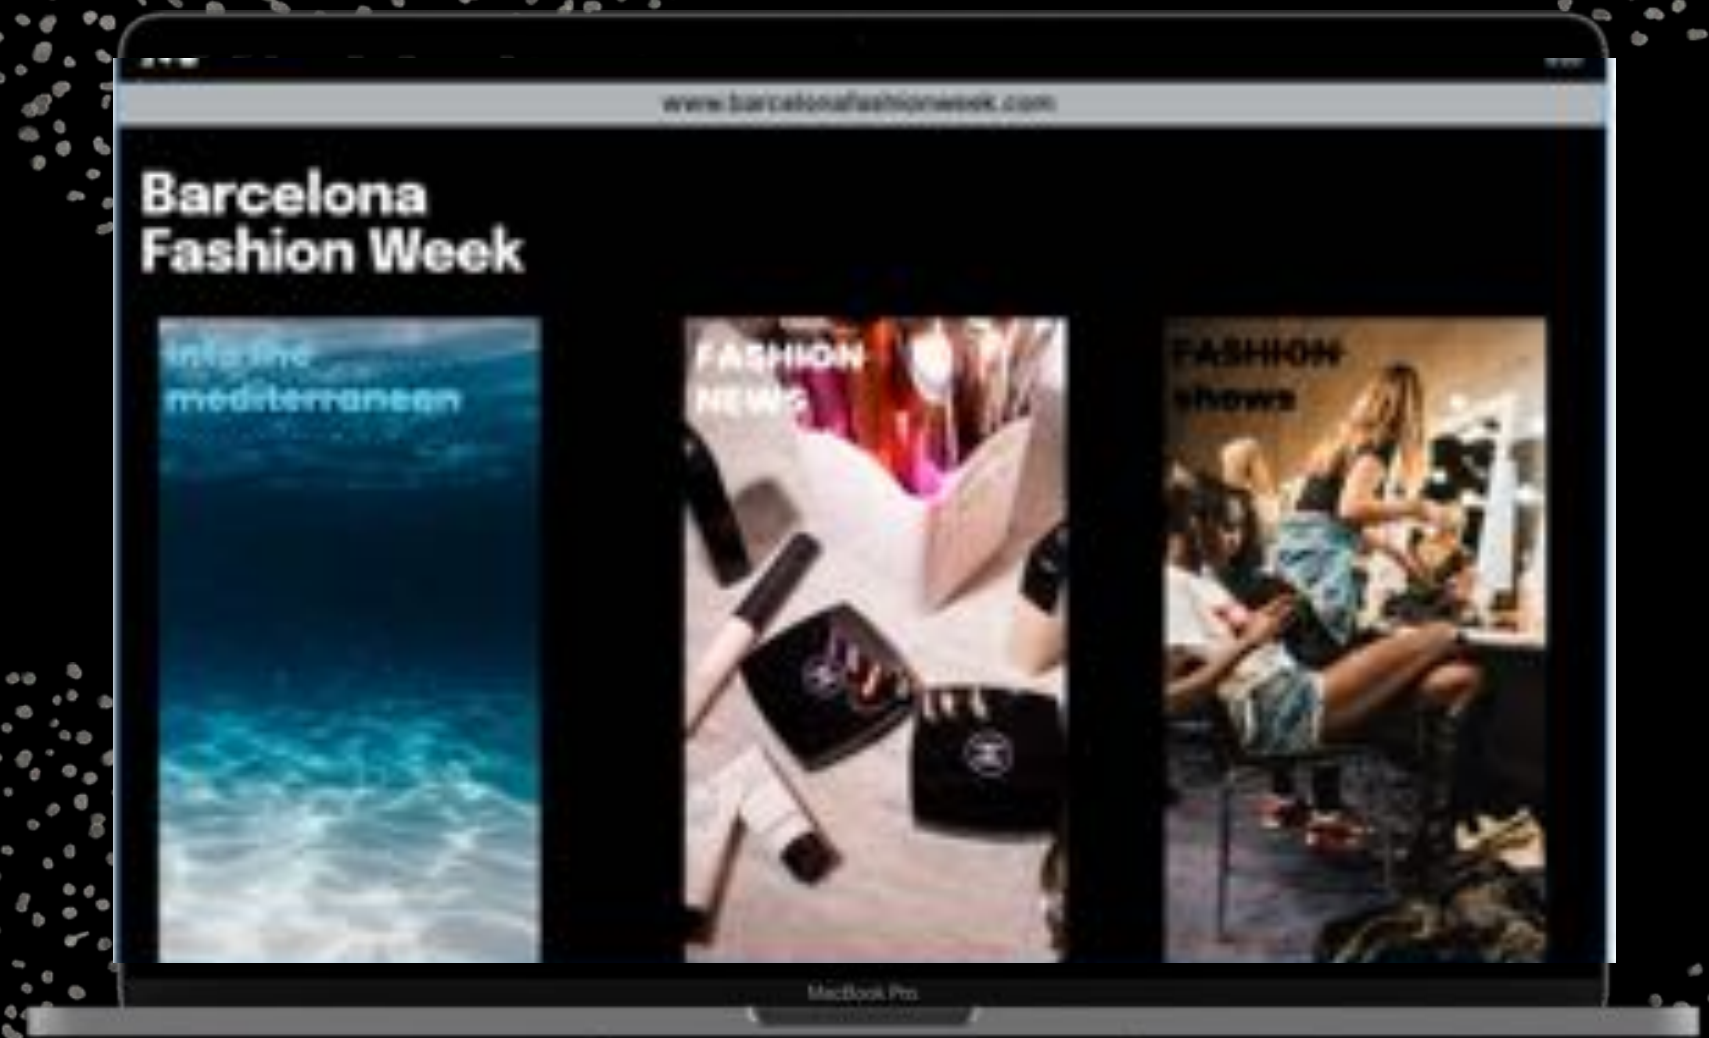 www.barcelonafashionweek.com
Barcelona
Fashion Week
into the
mediterranean
FASHION
NEWS
FASHION
shows
MacBook Pro